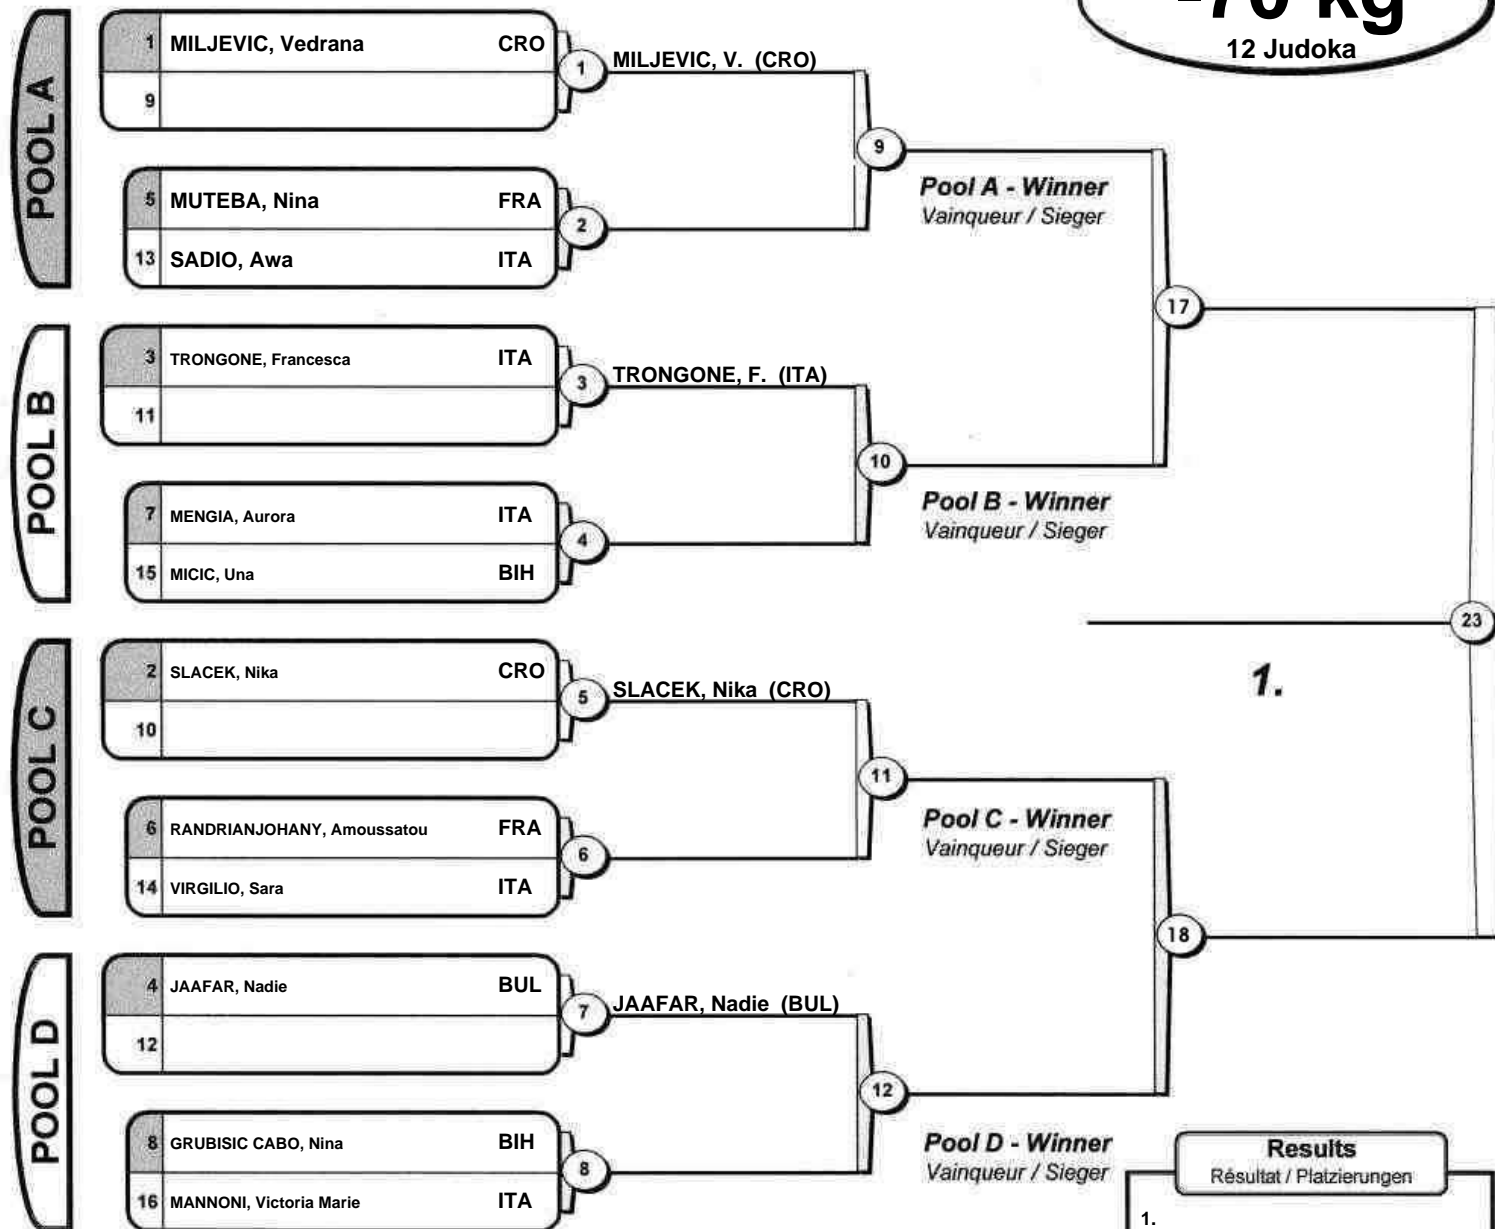 -70 kg
12 Judoka
POOL A
1 MILJEVIC, Vedrana CRO
9
1 MILJEVIC, V. (CRO)
5 MUTEBA, Nina FRA
13 SADIO, Awa ITA
2
9
Pool A - Winner
Vainqueur / Sieger
POOL B
3 TRONGONE, Francesca ITA
11
3 TRONGONE, F. (ITA)
7 MENGIA, Aurora ITA
15 MICIC, Una BIH
4
10
Pool B - Winner
Vainqueur / Sieger
17
POOL C
2 SLACEK, Nika CRO
10
5 SLACEK, Nika (CRO)
6 RANDRIANJOHANY, Amoussatou FRA
14 VIRGILIO, Sara ITA
6
11
Pool C - Winner
Vainqueur / Sieger
POOL D
4 JAAFAR, Nadie BUL
12
7 JAAFAR, Nadie (BUL)
8 GRUBISIC CABO, Nina BIH
16 MANNONI, Victoria Marie ITA
8
12
Pool D - Winner
Vainqueur / Sieger
18
23
1.
Results
Résultat / Platzierungen
1.